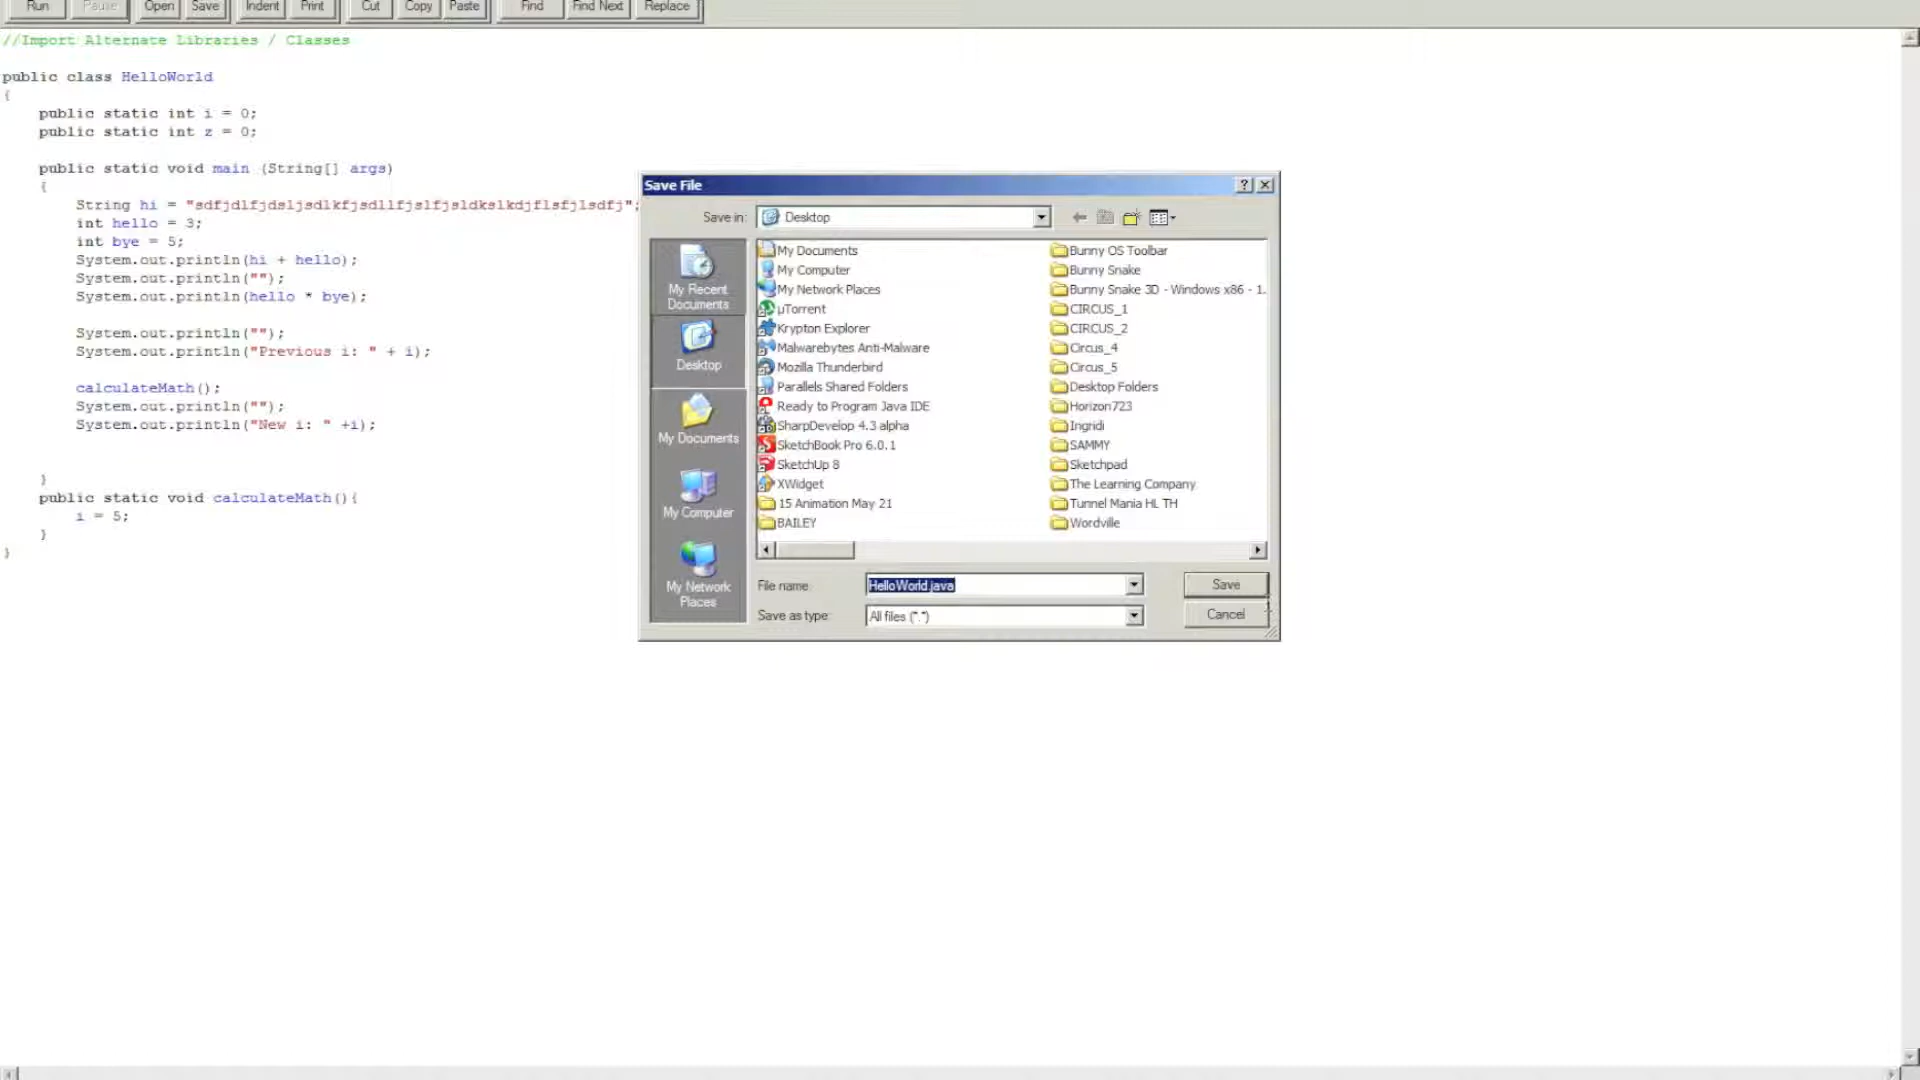 Run Pause Open Save Indent Print Cut Copy Paste Find Find Next Replace
//Import Alternate Libraries / Classes
public class HelloWorld
{
public static int i = 0;
public static int z = 0;
public static void main (String[] args)
{
String hi = "sdfjdlfjdsljsdlkfjsdllfjslfjsldkslkdjflsfjlsdfj";
int hello = 3;
int bye = 5;
System.out.println(hi + hello);
System.out.println("");
System.out.println(hello * bye);
System.out.println("");
System.out.println("Previous i: " + i);
calculateMath();
System.out.println("");
System.out.println("New i: " +i);
}
public static void calculateMath(){
i = 5;
}
}
Save File
Save in: Desktop
My Recent
Documents
Desktop
My Documents
My Computer
My Network
Places
My Documents
My Computer
My Network Places
µTorrent
Krypton Explorer
Malwarebytes Anti-Malware
Mozilla Thunderbird
Parallels Shared Folders
Ready to Program Java IDE
SharpDevelop 4.3 alpha
SketchBook Pro 6.0.1
SketchUp 8
XWidget
15 Animation May 21
BAILEY
Bunny OS Toolbar
Bunny Snake
Bunny Snake 3D - Windows x86 - 1.
CIRCUS_1
CIRCUS_2
Circus_4
Circus_5
Desktop Folders
Horizon723
Ingridi
SAMMY
Sketchpad
The Learning Company
Tunnel Mania HL TH
Wordville
File name: HelloWorld.java Save
Save as type: All files (*.*) Cancel